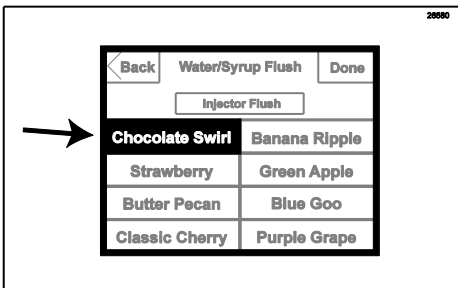 28580
Back Water/Syrup Flush Done
Injector Flush
Chocolate Swirl Banana Ripple
Strawberry Green Apple
Butter Pecan Blue Goo
Classic Cherry Purple Grape